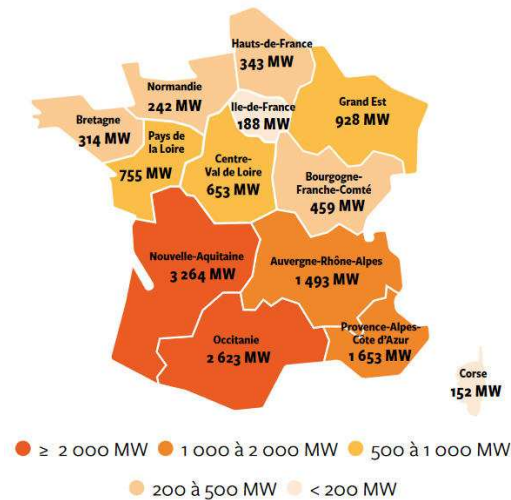 Hauts-de-France
343 MW
Normandie
242 MW
Ile-de-France
188 MW
Grand Est
928 MW
Bretagne
314 MW
Pays de
la Loire
755 MW
Centre-
Val de Loire
653 MW
Bourgogne-
Franche-Comté
459 MW
Nouvelle-Aquitaine
3 264 MW
Auvergne-Rhône-Alpes
1 493 MW
Occitanie
2 623 MW
Provence-Alpes-
Côte d'Azur
1 653 MW
Corse
152 MW
≥ 2 000 MW
1 000 à 2 000 MW
500 à 1 000 MW
200 à 500 MW
< 200 MW